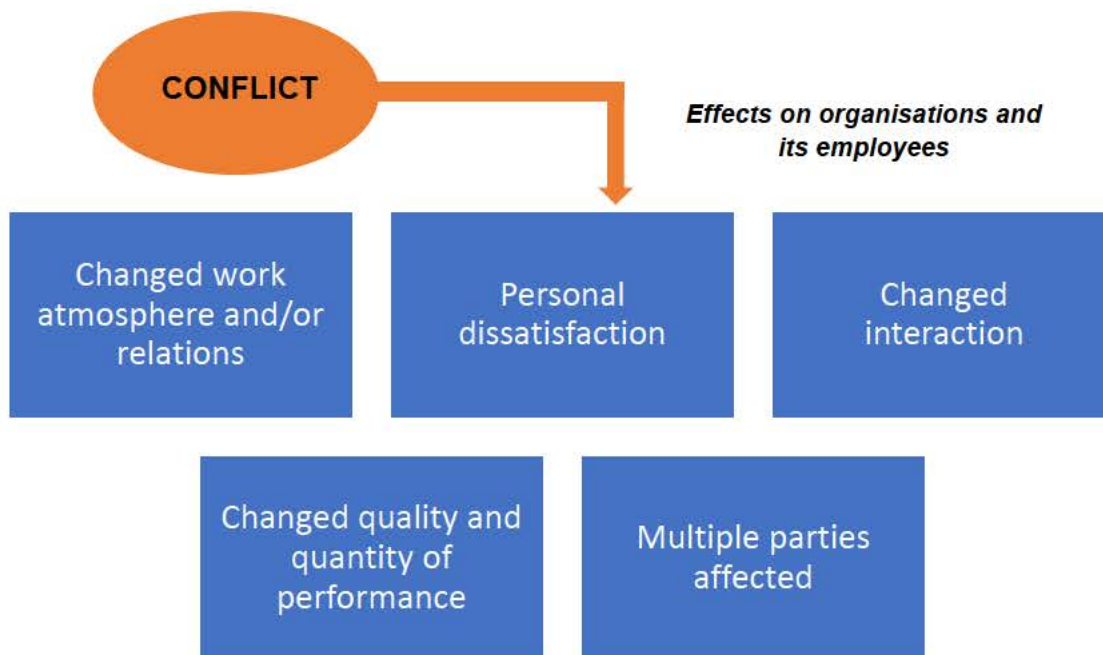 CONFLICT
Effects on organisations and
its employees
Changed work
atmosphere and/or
relations
Personal
dissatisfaction
Changed
interaction
Changed quality and
quantity of
performance
Multiple parties
affected